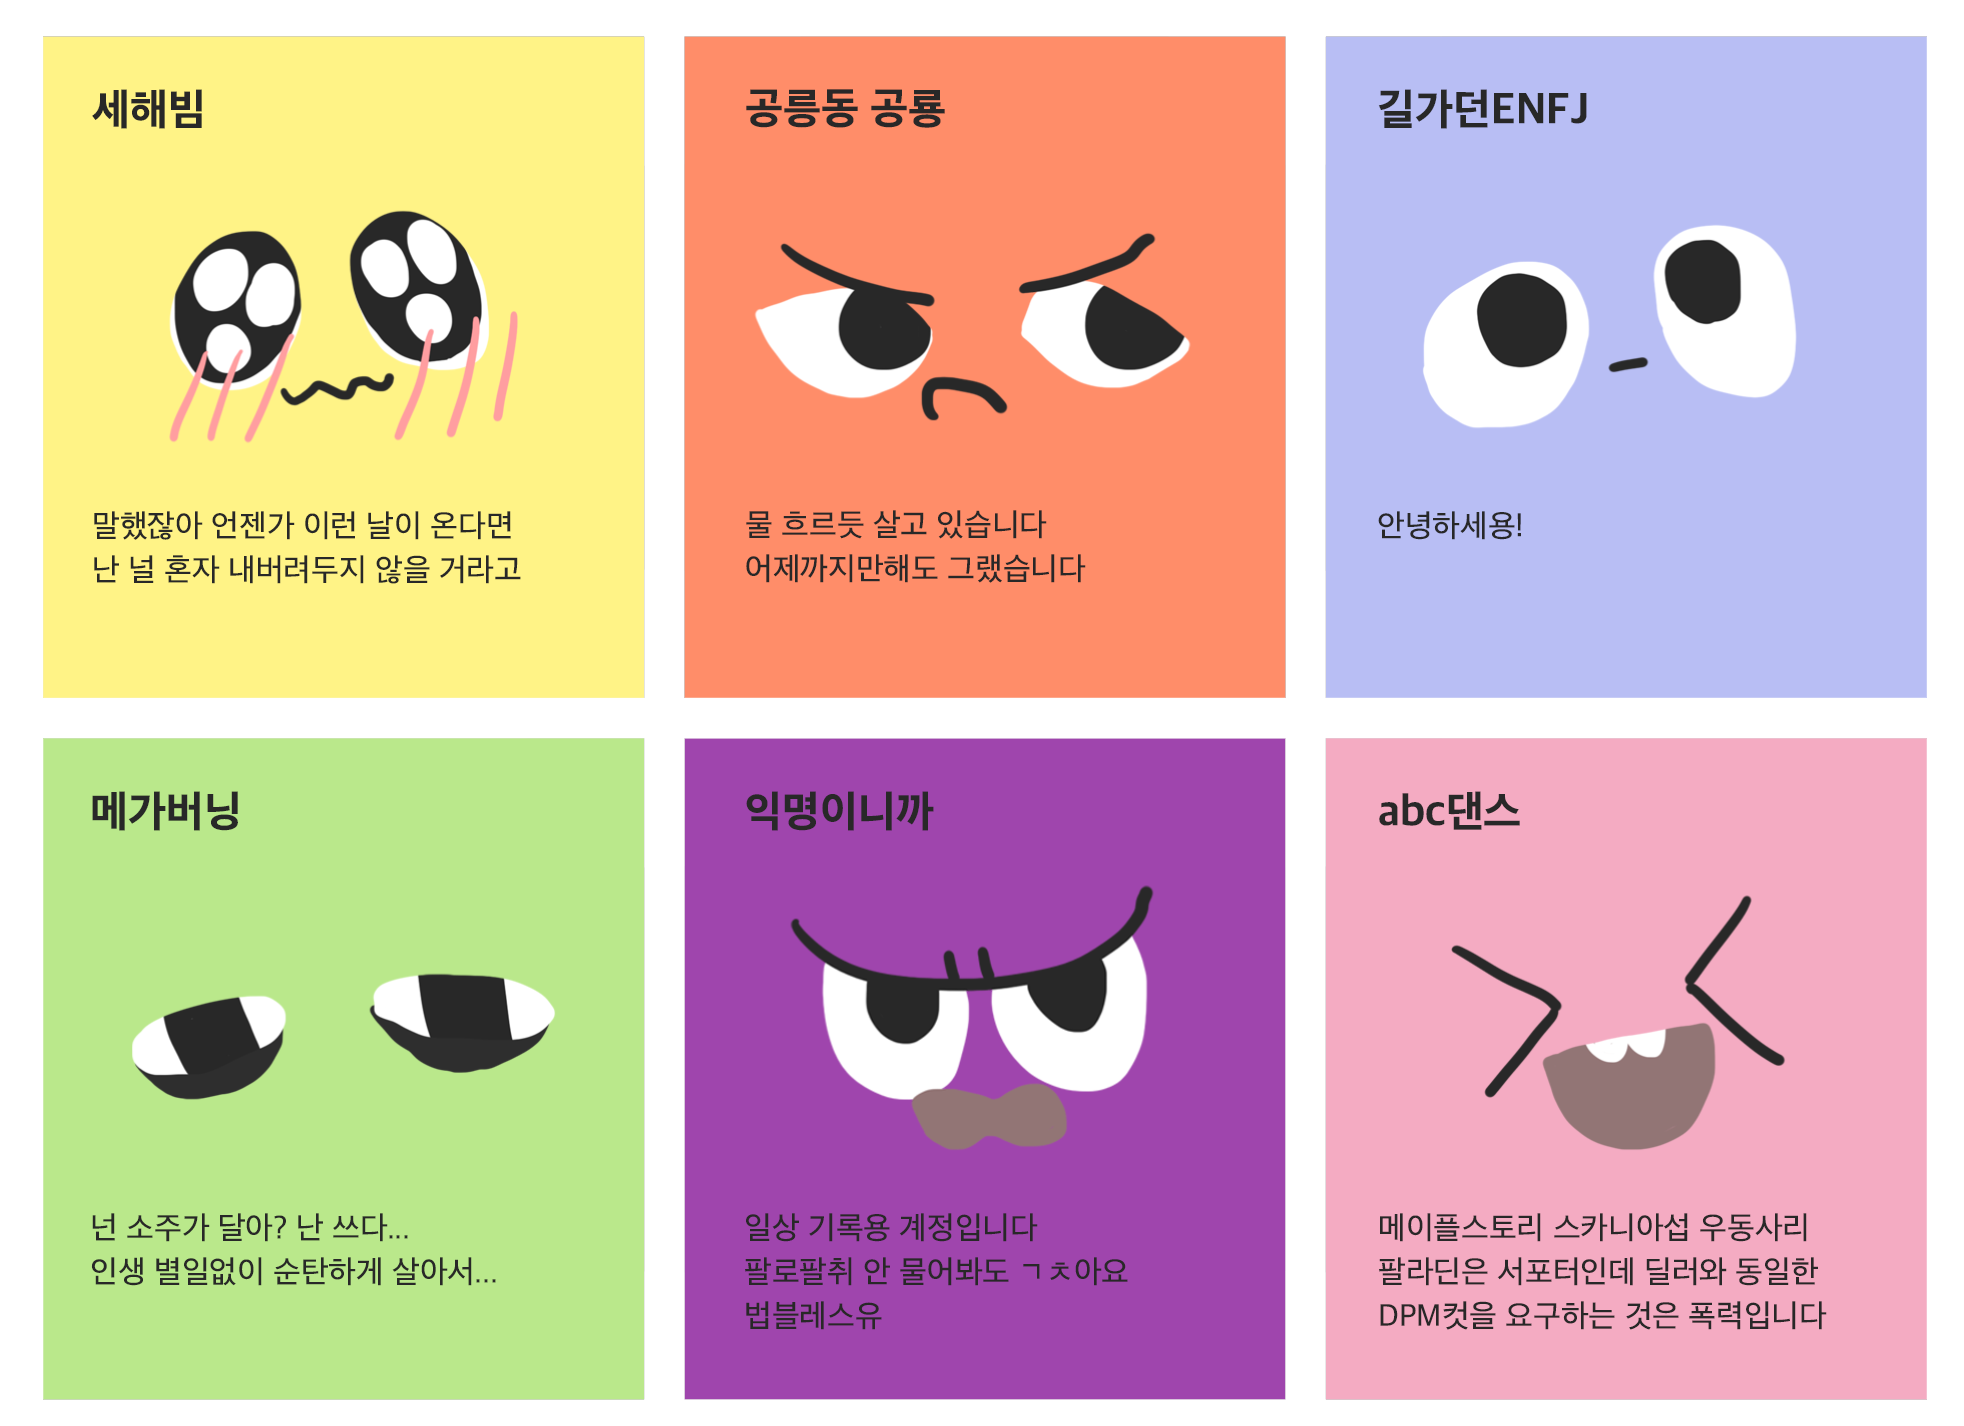 세해빔
말했잖아 언젠가 이런 날이 온다면
난 널 혼자 내버려두지 않을 거라고
공릉동 공룡
물 흐르듯 살고 있습니다
어제까지만해도 그랬습니다
길가던ENFJ
안녕하세용!
메가버닝
넌 소주가 달아? 난 쓰다...
인생 별일없이 순탄하게 살아서...
익명이니까
일상 기록용 계정입니다
팔로팔취 안 물어봐도 ㄱㅊ아요
법블레스유
abc댄스
메이플스토리 스카니아섭 우동사리
팔라딘은 서포터인데 딜러와 동일한
DPM컷을 요구하는 것은 폭력입니다